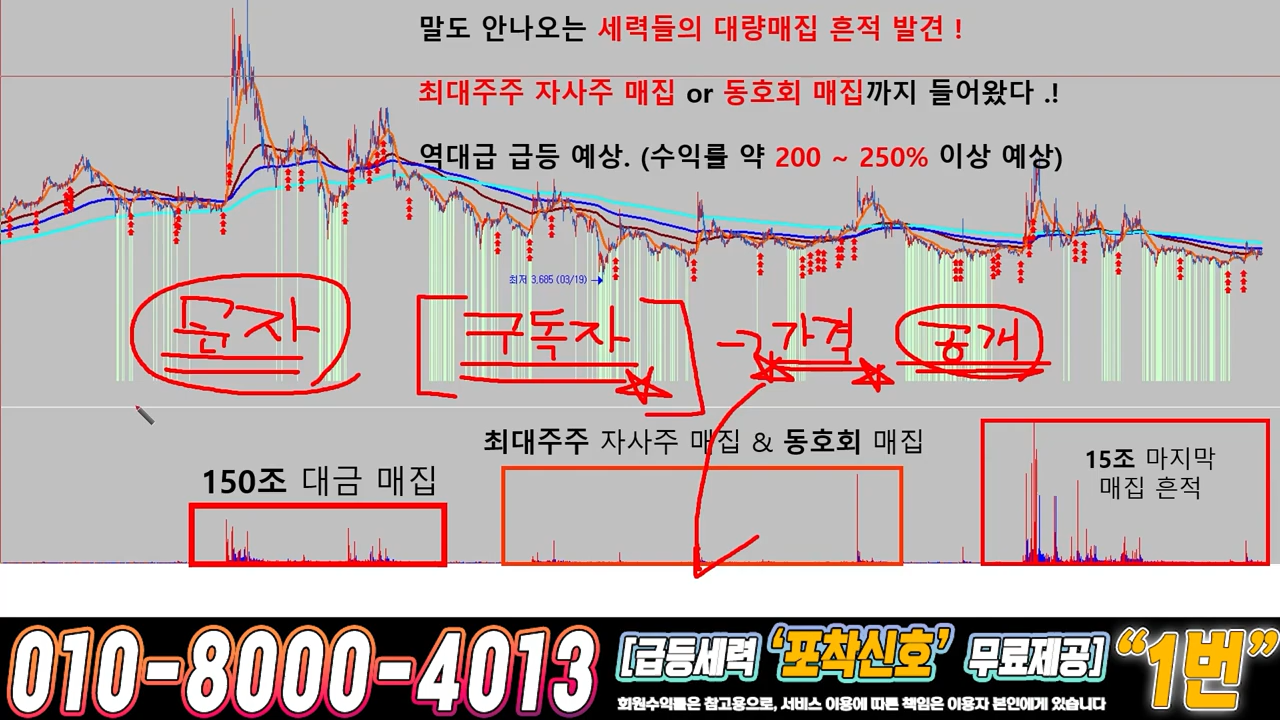 말도 안나오는 세력들의 대량매집 흔적 발견 !
최대주주 자사주 매집 or 동호회 매집까지 들어왔다 .!
역대급 급등 예상. (수익률 약 200 ~ 250% 이상 예상)
최저 3,685 (03/19)
문자 구독자 가격 공개
최대주주 자사주 매집 & 동호회 매집
150조 대금 매집
15조 마지막
매집 흔적
010-8000-4013
[급등세력 '포착신호' 무료제공] "1번"
회원수익률은 참고용으로, 서비스 이용에 따른 책임은 이용자 본인에게 있습니다